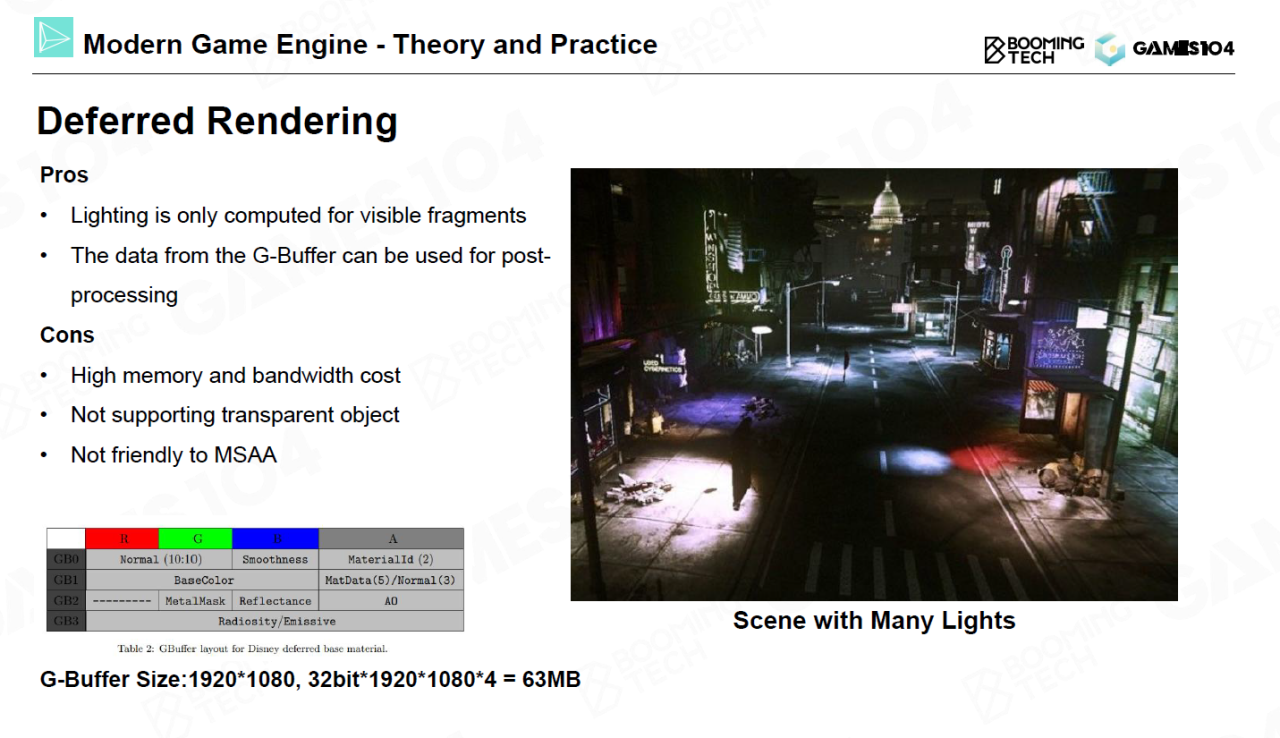 Modern Game Engine - Theory and Practice
BOOMING
TECH
GAMES104
Deferred Rendering
Pros
• Lighting is only computed for visible fragments
• The data from the G-Buffer can be used for post-
processing
Cons
• High memory and bandwidth cost
• Not supporting transparent object
• Not friendly to MSAA
R G B A
GB0 Normal (10:10) Smoothness MaterialId (2)
GB1 BaseColor MatData(5)/Normal(3)
GB2 --------- MetalMask Reflectance AO
GB3 Radiosity/Emissive
Table 2: GBuffer layout for Disney deferred base material.
G-Buffer Size:1920*1080, 32bit*1920*1080*4 = 63MB
USED
CYBERNETICS
Scene with Many Lights